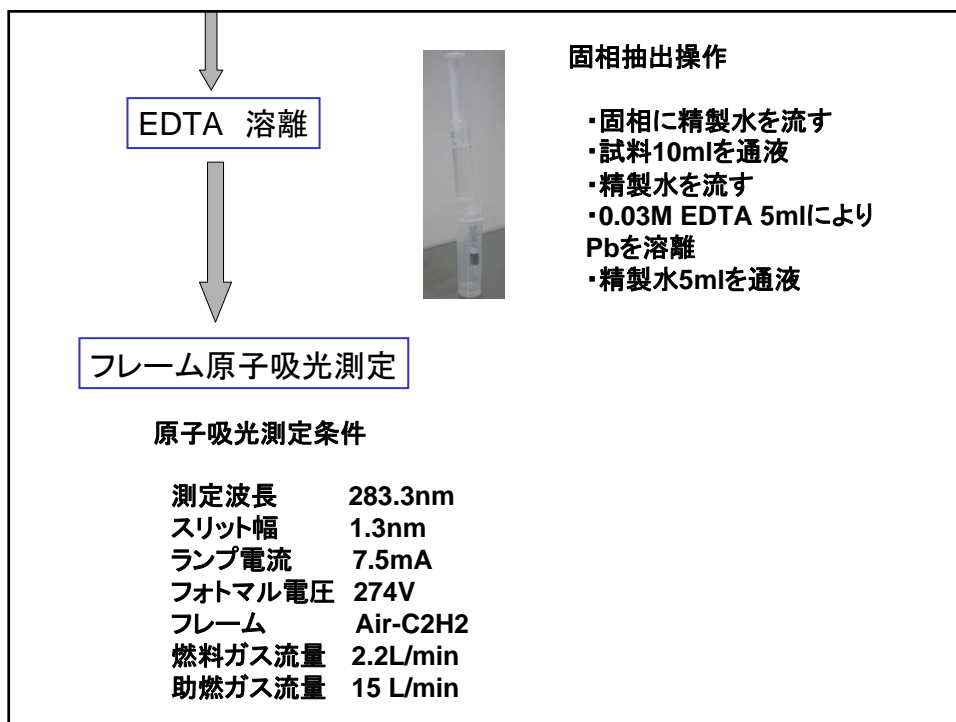 EDTA 溶離
フレーム原子吸光測定
固相抽出操作
・固相に精製水を流す
・試料10mlを通液
・精製水を流す
・0.03M EDTA 5mlにより
Pbを溶離
・精製水5mlを通液
原子吸光測定条件
測定波長 283.3nm
スリット幅 1.3nm
ランプ電流 7.5mA
フォトマル電圧 274V
フレーム Air-C2H2
燃料ガス流量 2.2L/min
助燃ガス流量 15 L/min